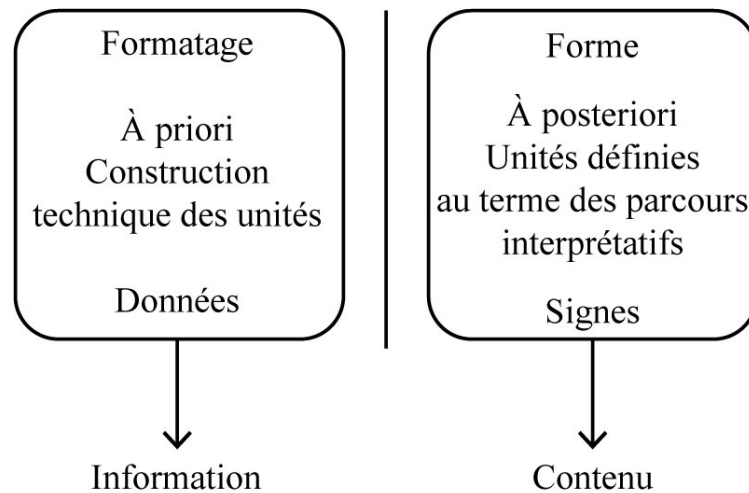 Formatage
À priori
Construction
technique des unités
Données
Information
Forme
À posteriori
Unités définies
au terme des parcours
interprétatifs
Signes
Contenu